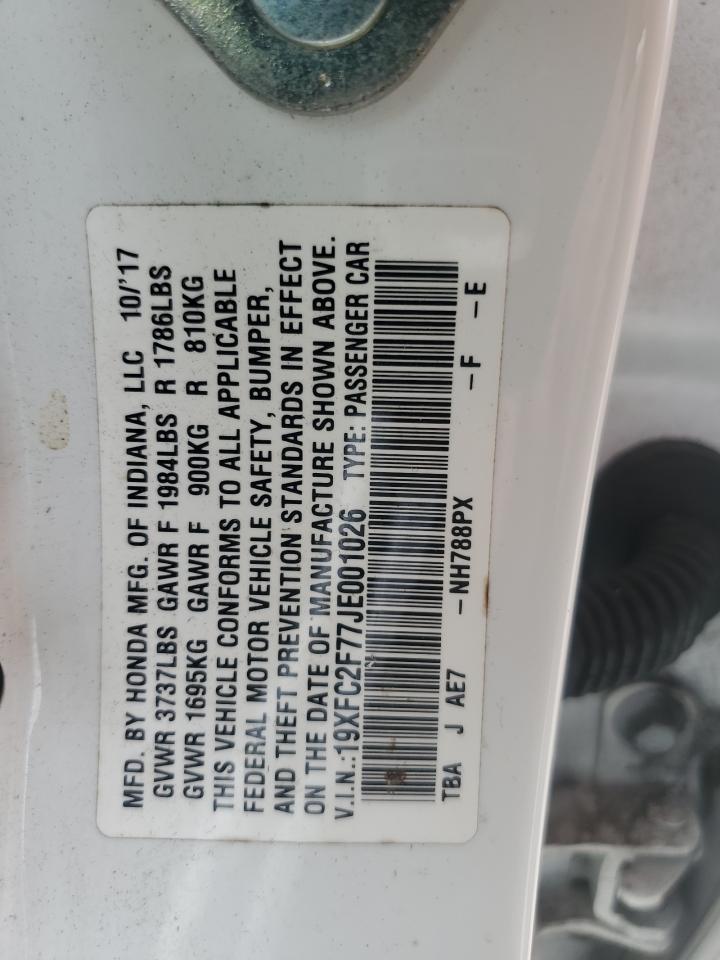 MFD. BY HONDA MFG. OF INDIANA, LLC 10/'17
GVWR 3737LBS GAWR F 1984LBS R 1786LBS
GVWR 1695KG GAWR F 900KG R 810KG
THIS VEHICLE CONFORMS TO ALL APPLICABLE
FEDERAL MOTOR VEHICLE SAFETY, BUMPER,
AND THEFT PREVENTION STANDARDS IN EFFECT
ON THE DATE OF MANUFACTURE SHOWN ABOVE.
V.I.N.:19XFC2F77JE001026 TYPE: PASSENGER CAR
TBA J AE7 -NH788PX -F -E